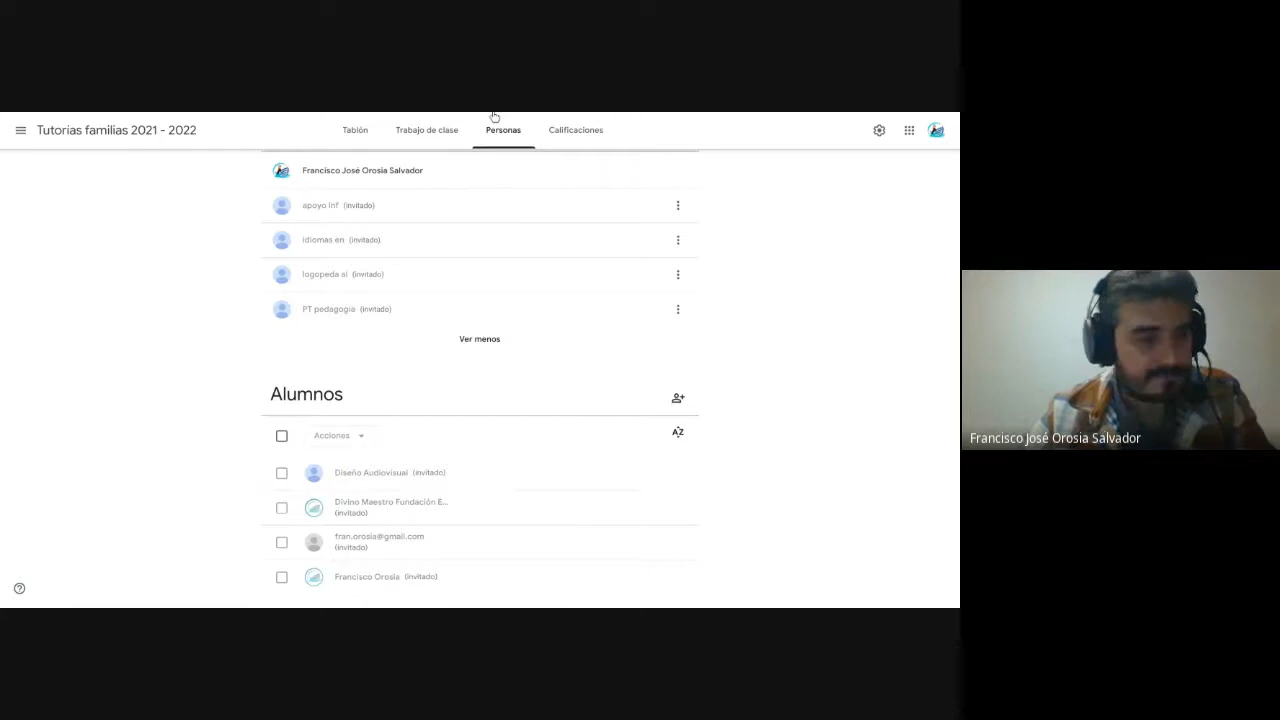 Tutorías familias 2021 - 2022
Tablón
Trabajo de clase
Personas
Calificaciones
Francisco José Orosia Salvador
apoyo inf (invitado)
idiomas en (invitado)
logopeda al (invitado)
PT pedagogia (invitado)
Ver menos
Alumnos
Acciones
AZ
Diseño Audiovisual (invitado)
Divino Maestro Fundación E...
(invitado)
fran.orosia@gmail.com
(invitado)
Francisco Orosia (invitado)
Francisco José Orosia Salvador